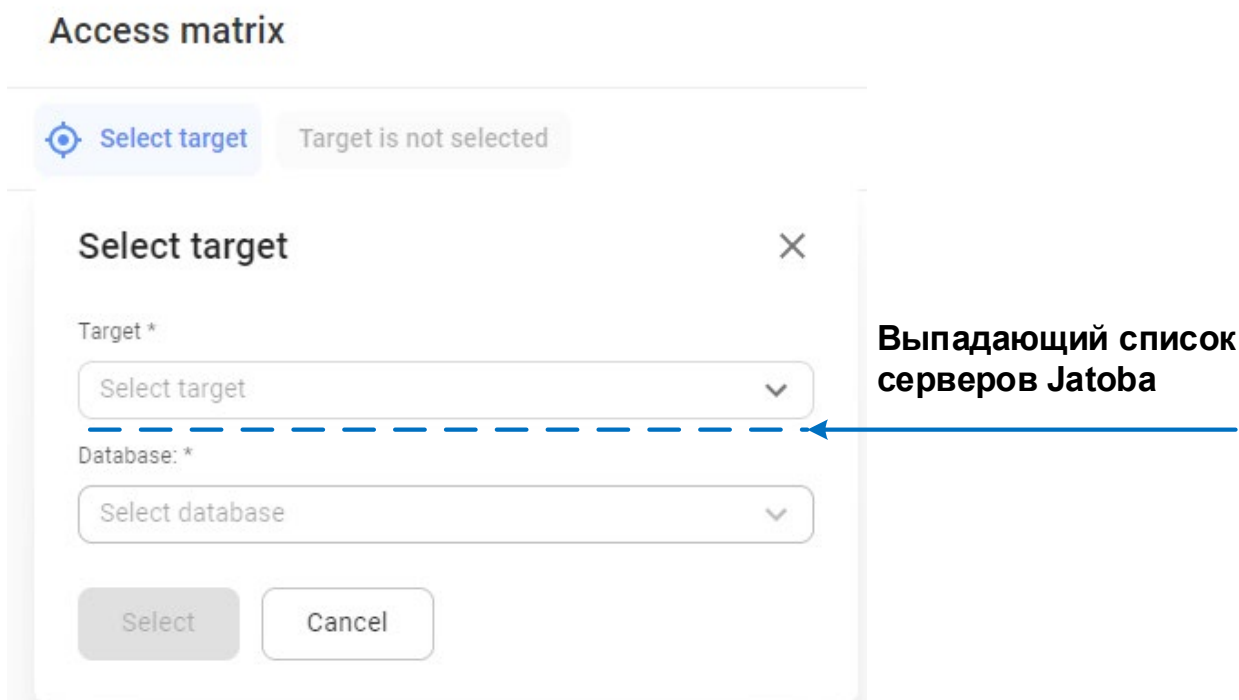 Access matrix
Select target
Target is not selected
Select target
Target *
Select target
Выпадающий список
серверов Jatoba
Database: *
Select database
Select
Cancel